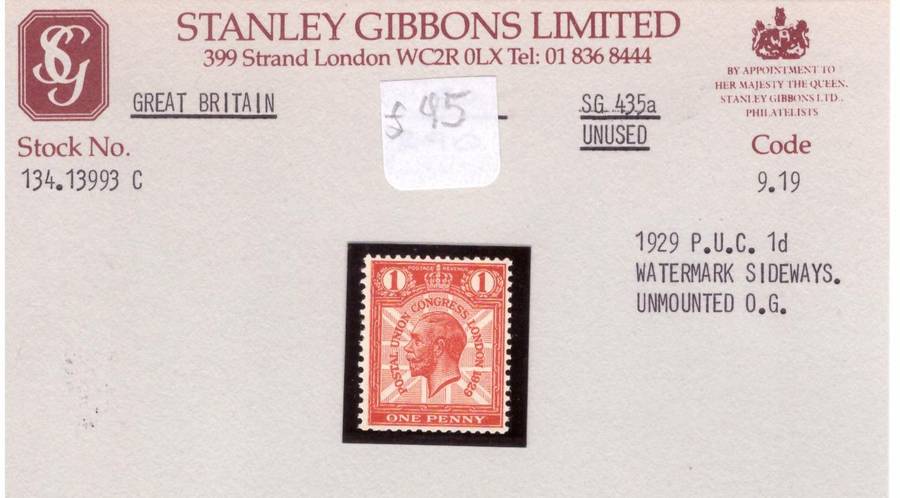 SG
STANLEY GIBBONS LIMITED
399 Strand London WC2R 0LX Tel: 01 836 8444
BY APPOINTMENT TO
HER MAJESTY THE QUEEN.
STANLEY GIBBONS LTD.
PHILATELISTS
GREAT BRITAIN
£45
SG 435a
UNUSED
Stock No.
134.13993 C
Code
9.19
1929 P.U.C. 1d
WATERMARK SIDEWAYS.
UNMOUNTED O.G.
POSTAGE REVENUE
1 1
POSTAL UNION CONGRESS LONDON 1929
ONE PENNY